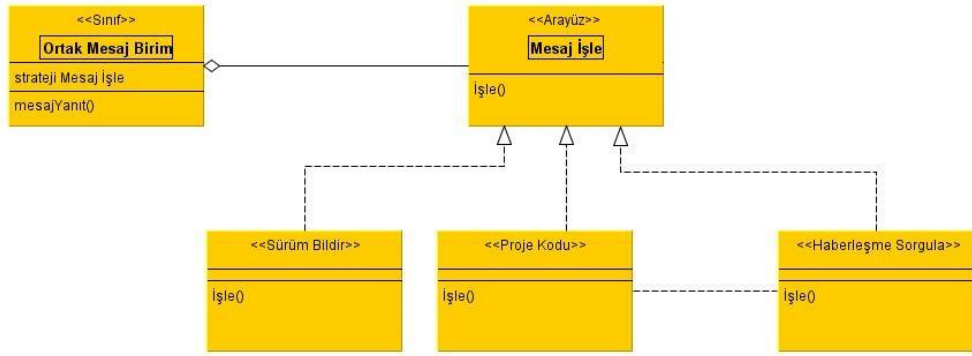 <<Sınıf>>
Ortak Mesaj Birim
strateji Mesaj İşle
mesajYanıt()
<<Arayüz>>
Mesaj İşle
İşle()
<<Sürüm Bildir>>
İşle()
<<Proje Kodu>>
İşle()
<<Haberleşme Sorgula>>
İşle()